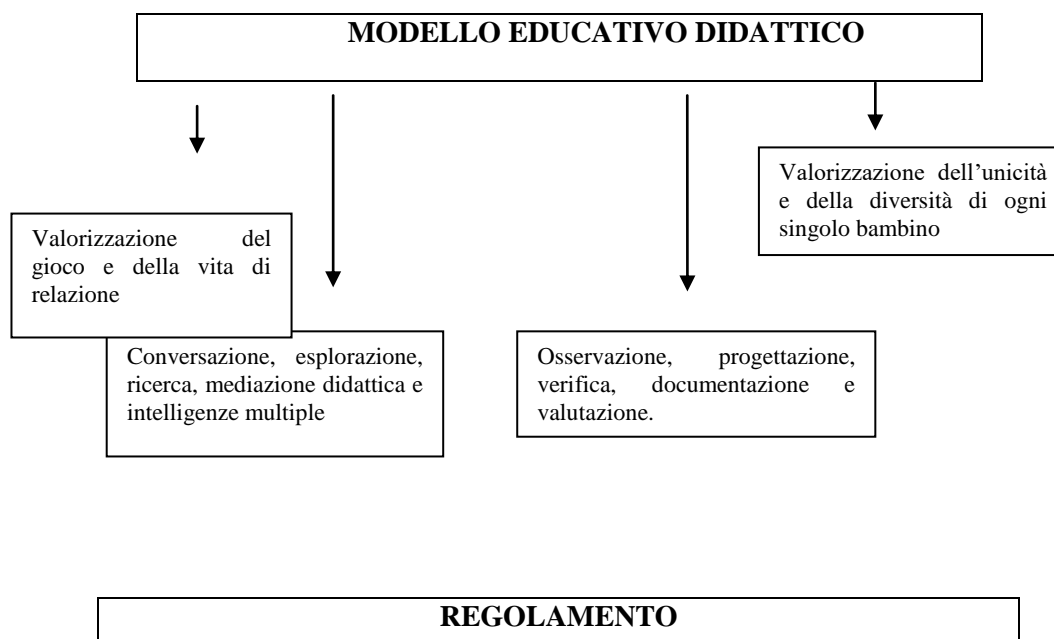 MODELLO EDUCATIVO DIDATTICO
Valorizzazione dell’unicità
e della diversità di ogni
singolo bambino
Valorizzazione del
gioco e della vita di
relazione
Conversazione, esplorazione,
ricerca, mediazione didattica e
intelligenze multiple
Osservazione, progettazione,
verifica, documentazione e
valutazione.
REGOLAMENTO